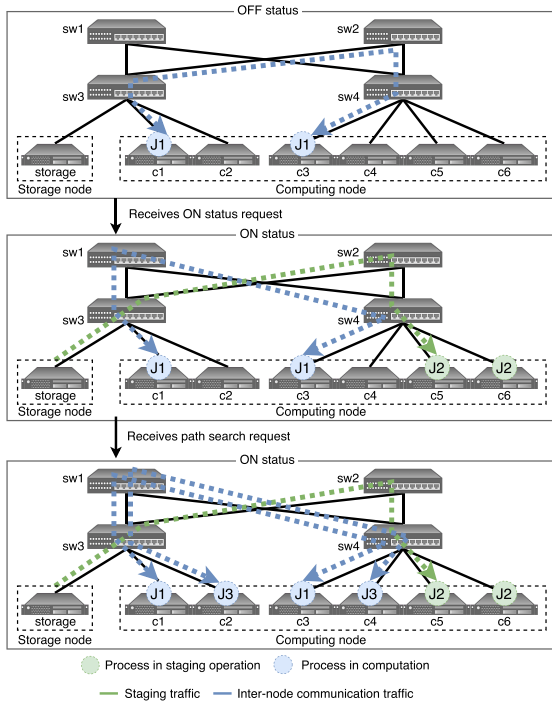 OFF status
sw1 sw2
sw3 sw4
J1 J1
storage c1 c2 c3 c4 c5 c6
Storage node Computing node
Receives ON status request
ON status
sw1 sw2
sw3 sw4
J1 J1 J2 J2
storage c1 c2 c3 c4 c5 c6
Storage node Computing node
Receives path search request
ON status
sw1 sw2
sw3 sw4
J1 J3 J1 J3 J2 J2
storage c1 c2 c3 c4 c5 c6
Storage node Computing node
Process in staging operation Process in computation
Staging traffic Inter-node communication traffic